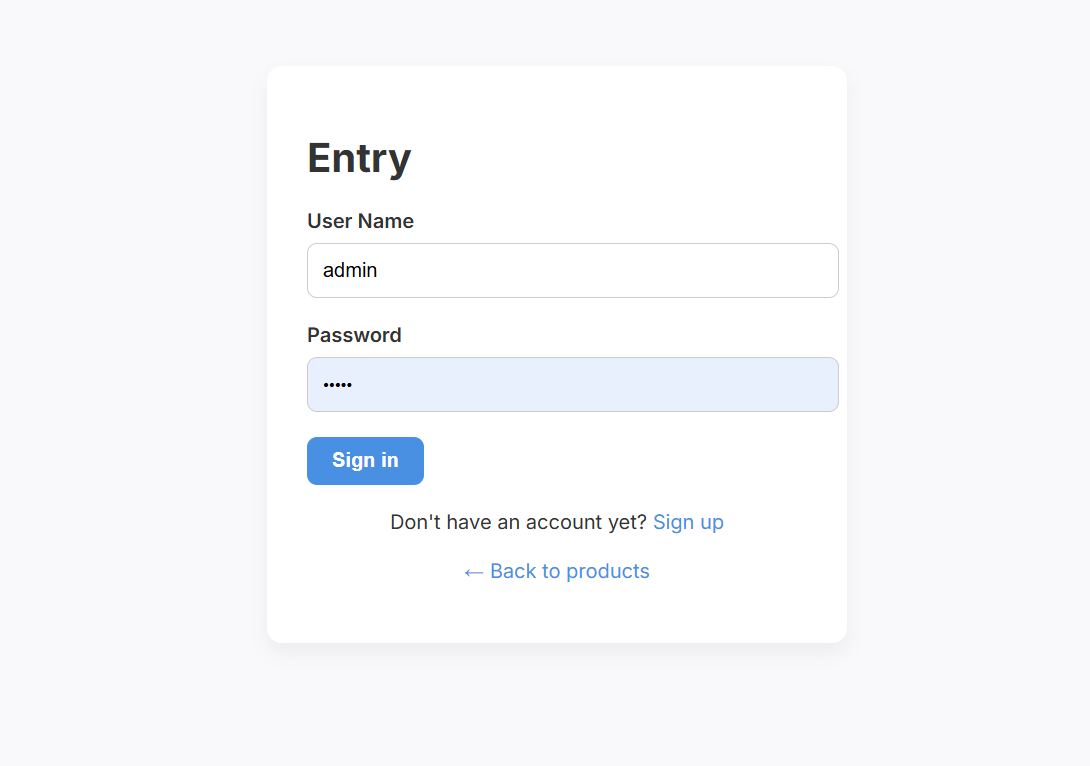 Entry
User Name
admin
Password
•••••
Sign in
Don't have an account yet? Sign up
← Back to products